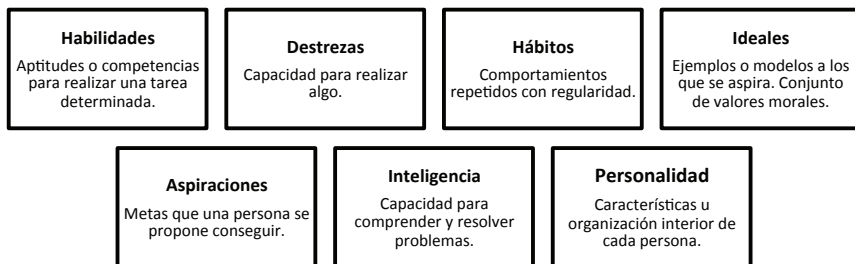 Habilidades
Aptitudes o competencias
para realizar una tarea
determinada.
Destrezas
Capacidad para realizar
algo.
Hábitos
Comportamientos
repetidos con regularidad.
Ideales
Ejemplos o modelos a los
que se aspira. Conjunto
de valores morales.
Aspiraciones
Metas que una persona se
propone conseguir.
Inteligencia
Capacidad para
comprender y resolver
problemas.
Personalidad
Características u
organización interior de
cada persona.